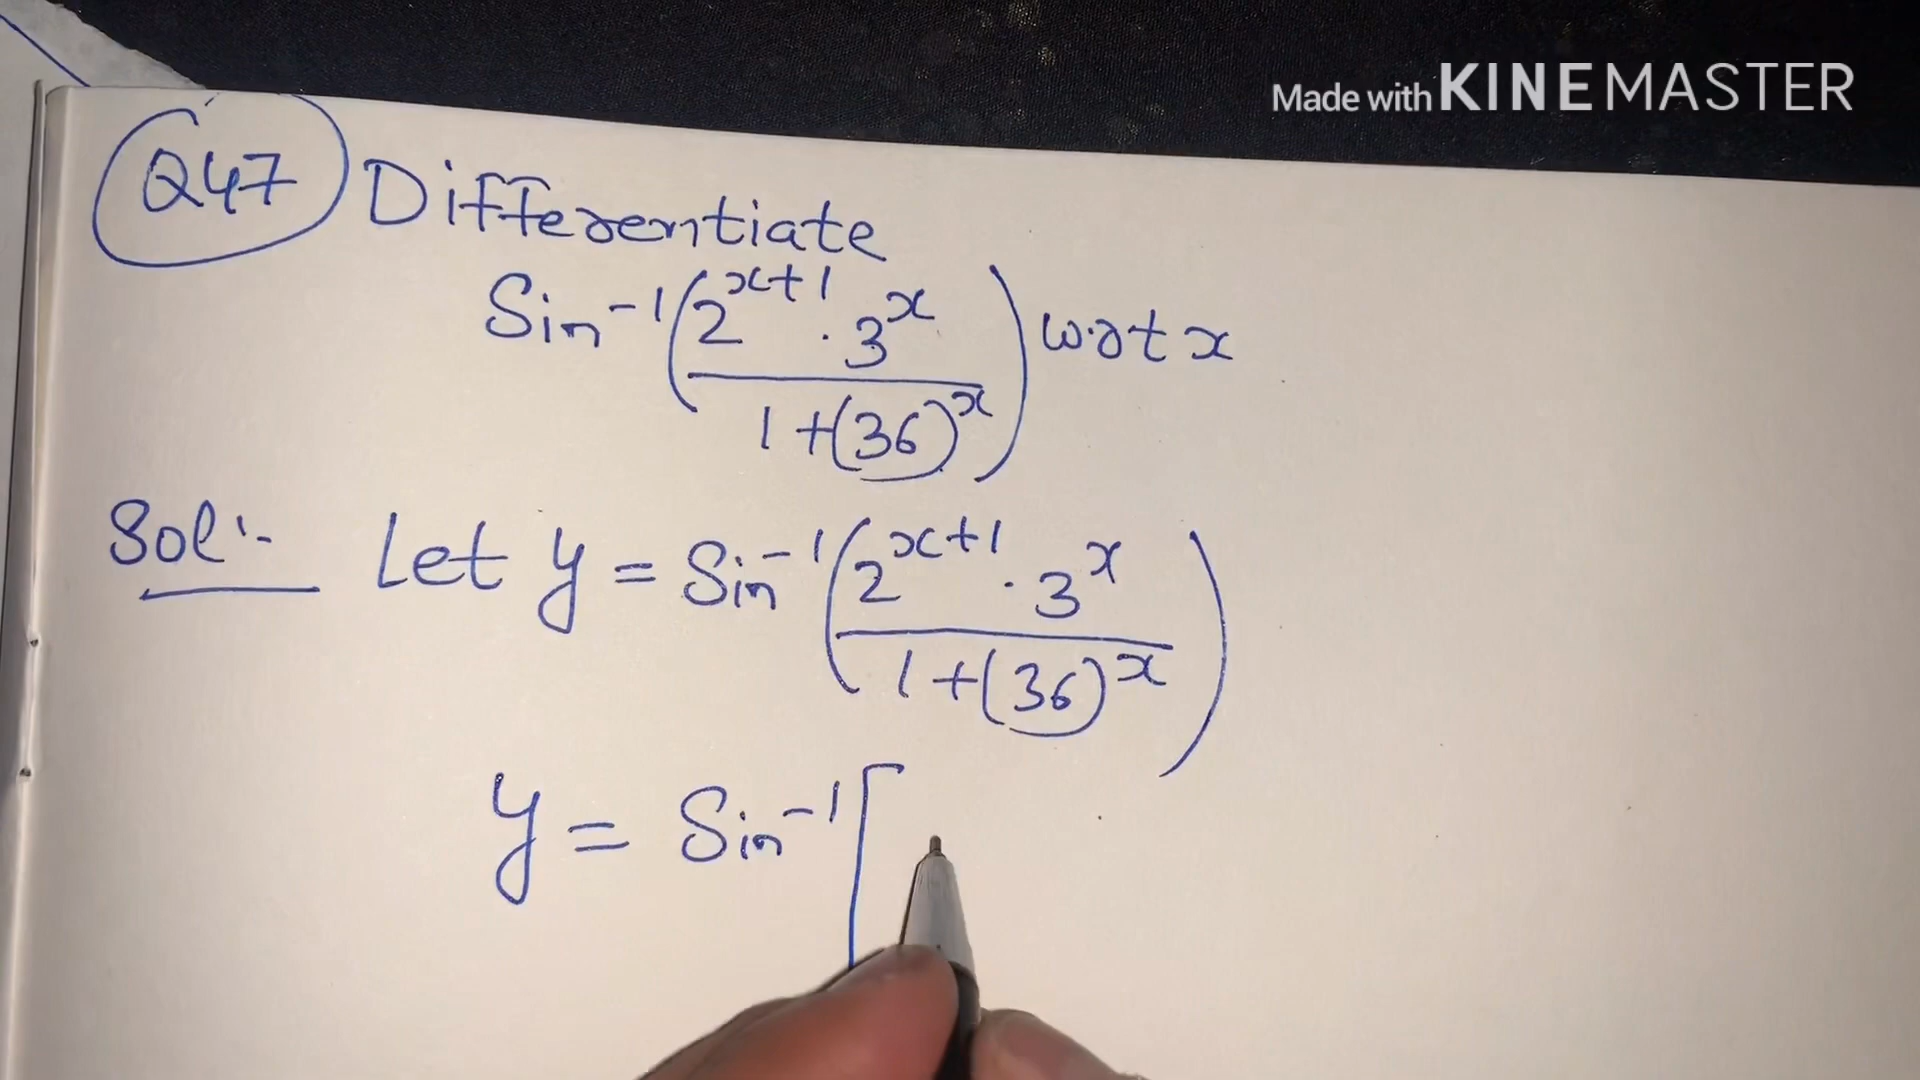 Made with KINEMASTER
Q47 Differentiate
Sin⁻¹(2^(x+1) · 3^x / 1+(36)^x) w.r.t x
Sol:- Let y = Sin⁻¹(2^(x+1) · 3^x / 1+(36)^x)
y = Sin⁻¹[